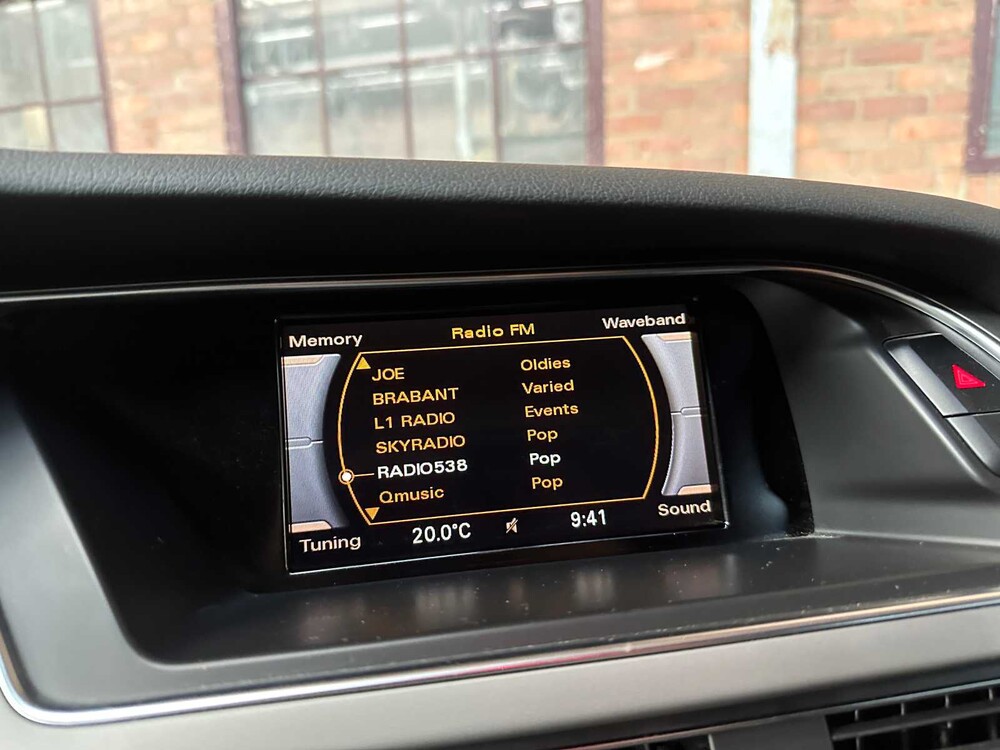 Memory Radio FM Waveband
JOE Oldies
BRABANT Varied
L1 RADIO Events
SKYRADIO Pop
RADIO538 Pop
Qmusic Pop
Tuning 20.0°C 9:41 Sound